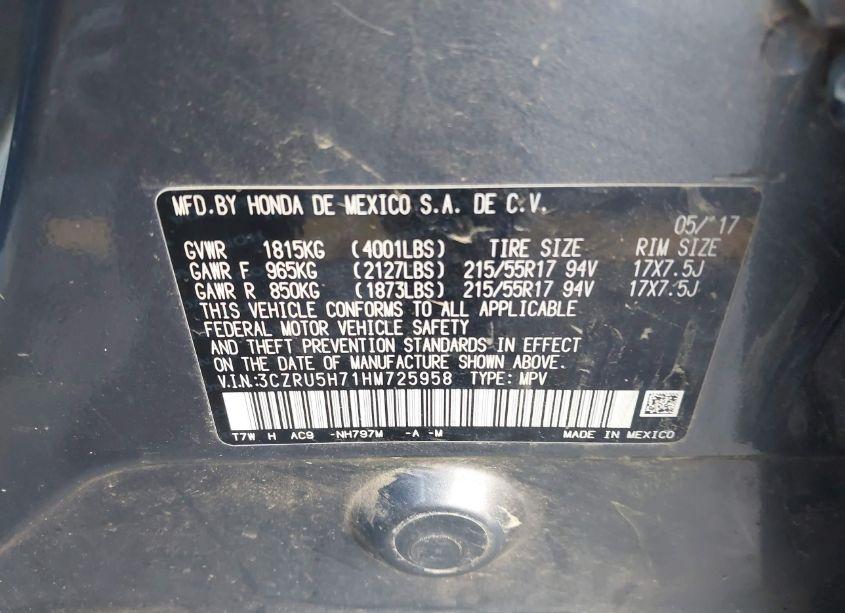 MFD.BY HONDA DE MEXICO S.A. DE C.V.
05/'17
GVWR 1815KG (4001LBS) TIRE SIZE RIM SIZE
GAWR F 965KG (2127LBS) 215/55R17 94V 17X7.5J
GAWR R 850KG (1873LBS) 215/55R17 94V 17X7.5J
THIS VEHICLE CONFORMS TO ALL APPLICABLE
FEDERAL MOTOR VEHICLE SAFETY
AND THEFT PREVENTION STANDARDS IN EFFECT
ON THE DATE OF MANUFACTURE SHOWN ABOVE.
V.I.N:3CZRU5H71HM725958 TYPE: MPV
T7W H AC9 -NH797M -A -M MADE IN MEXICO